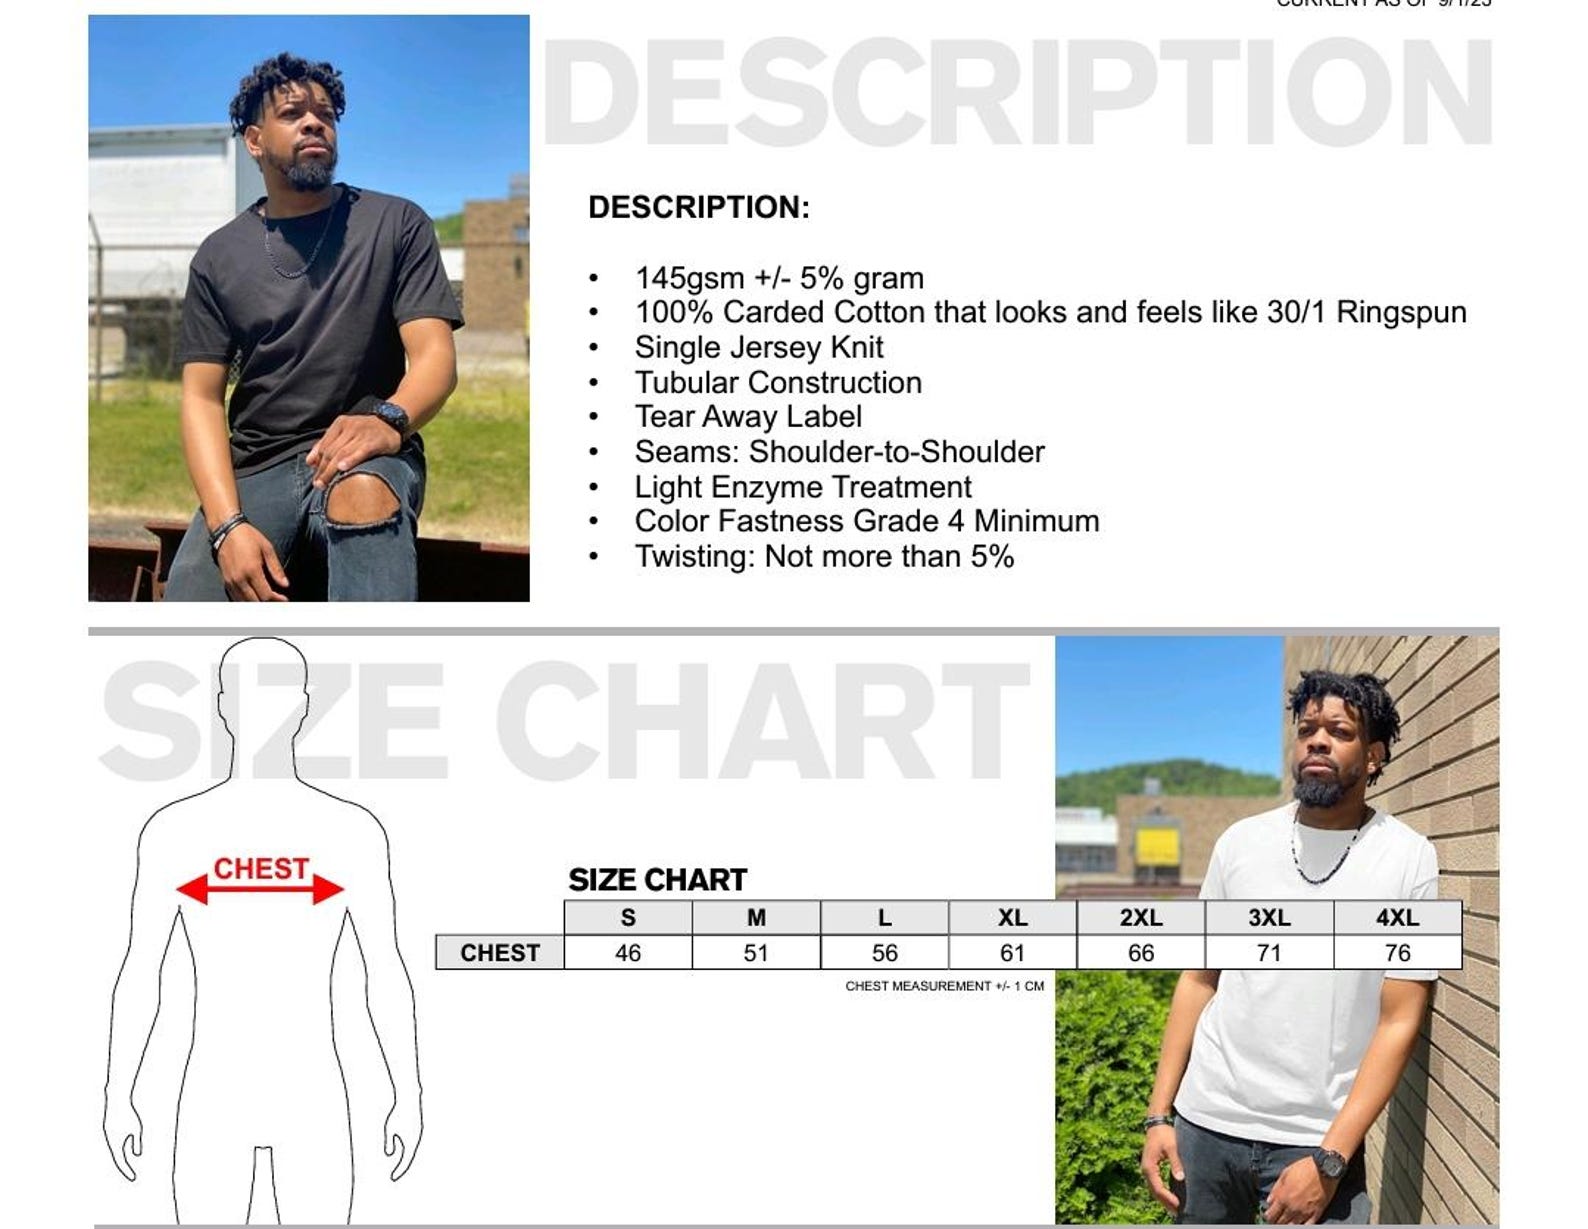 CURRENT AS OF 9/1/23
DESCRIPTION
DESCRIPTION:
• 145gsm +/- 5% gram
• 100% Carded Cotton that looks and feels like 30/1 Ringspun
• Single Jersey Knit
• Tubular Construction
• Tear Away Label
• Seams: Shoulder-to-Shoulder
• Light Enzyme Treatment
• Color Fastness Grade 4 Minimum
• Twisting: Not more than 5%
SIZE CHART
CHEST
SIZE CHART
S M L XL 2XL 3XL 4XL
CHEST 46 51 56 61 66 71 76
CHEST MEASUREMENT +/- 1 CM